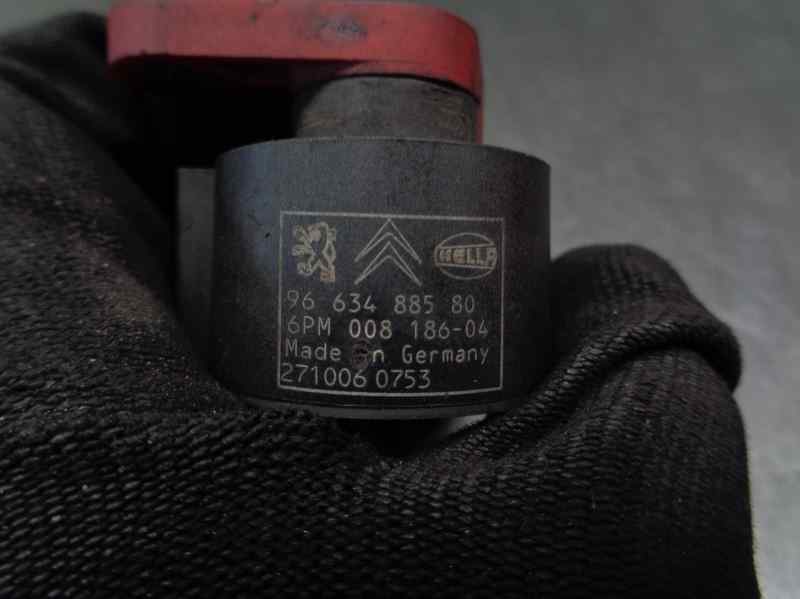 HELLA
96 634 885 80
6PM 008 186-04
Made in Germany
271006 0753